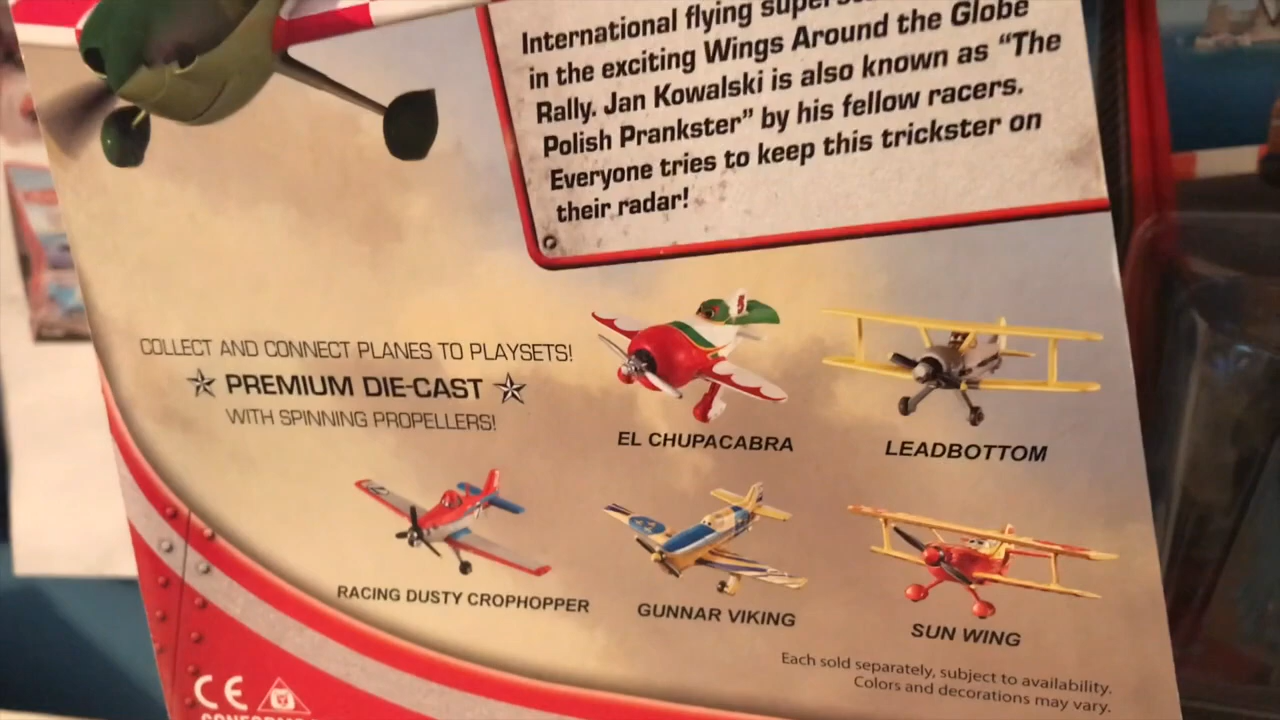 International flying
in the exciting Wings Around the Globe
Rally. Jan Kowalski is also known as “The
Polish Prankster” by his fellow racers.
Everyone tries to keep this trickster on
their radar!
COLLECT AND CONNECT PLANES TO PLAYSETS!
PREMIUM DIE-CAST
WITH SPINNING PROPELLERS!
EL CHUPACABRA
LEADBOTTOM
RACING DUSTY CROPHOPPER
GUNNAR VIKING
SUN WING
Each sold separately, subject to availability.
Colors and decorations may vary.
CE